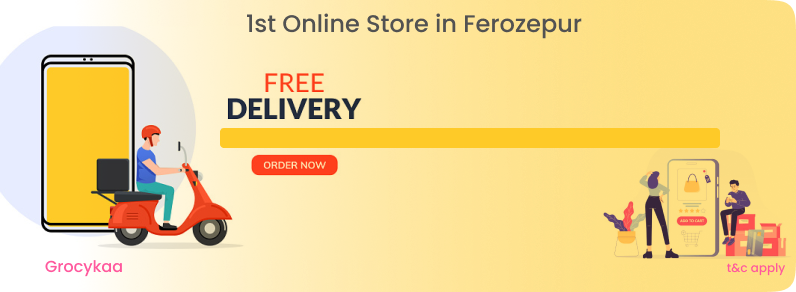 1st Online Store in Ferozepur
FREE
DELIVERY
ORDER NOW
ADD TO CART
Grocykaa
t&c apply